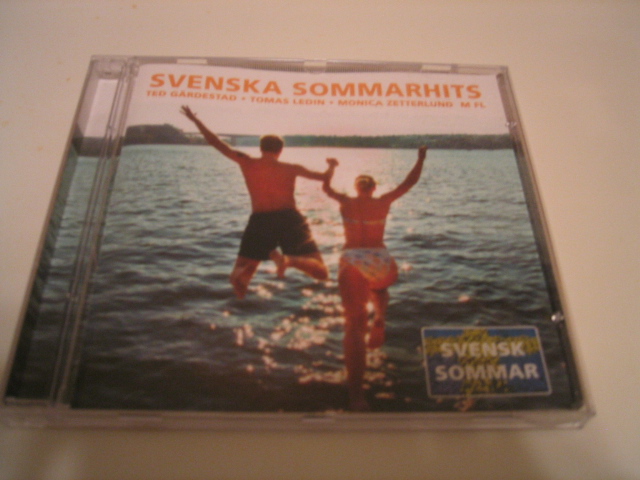 SVENSKA SOMMARHITS
TED GÄRDESTAD • TOMAS LEDIN • MONICA ZETTERLUND M FL
SVENSK
SOMMAR